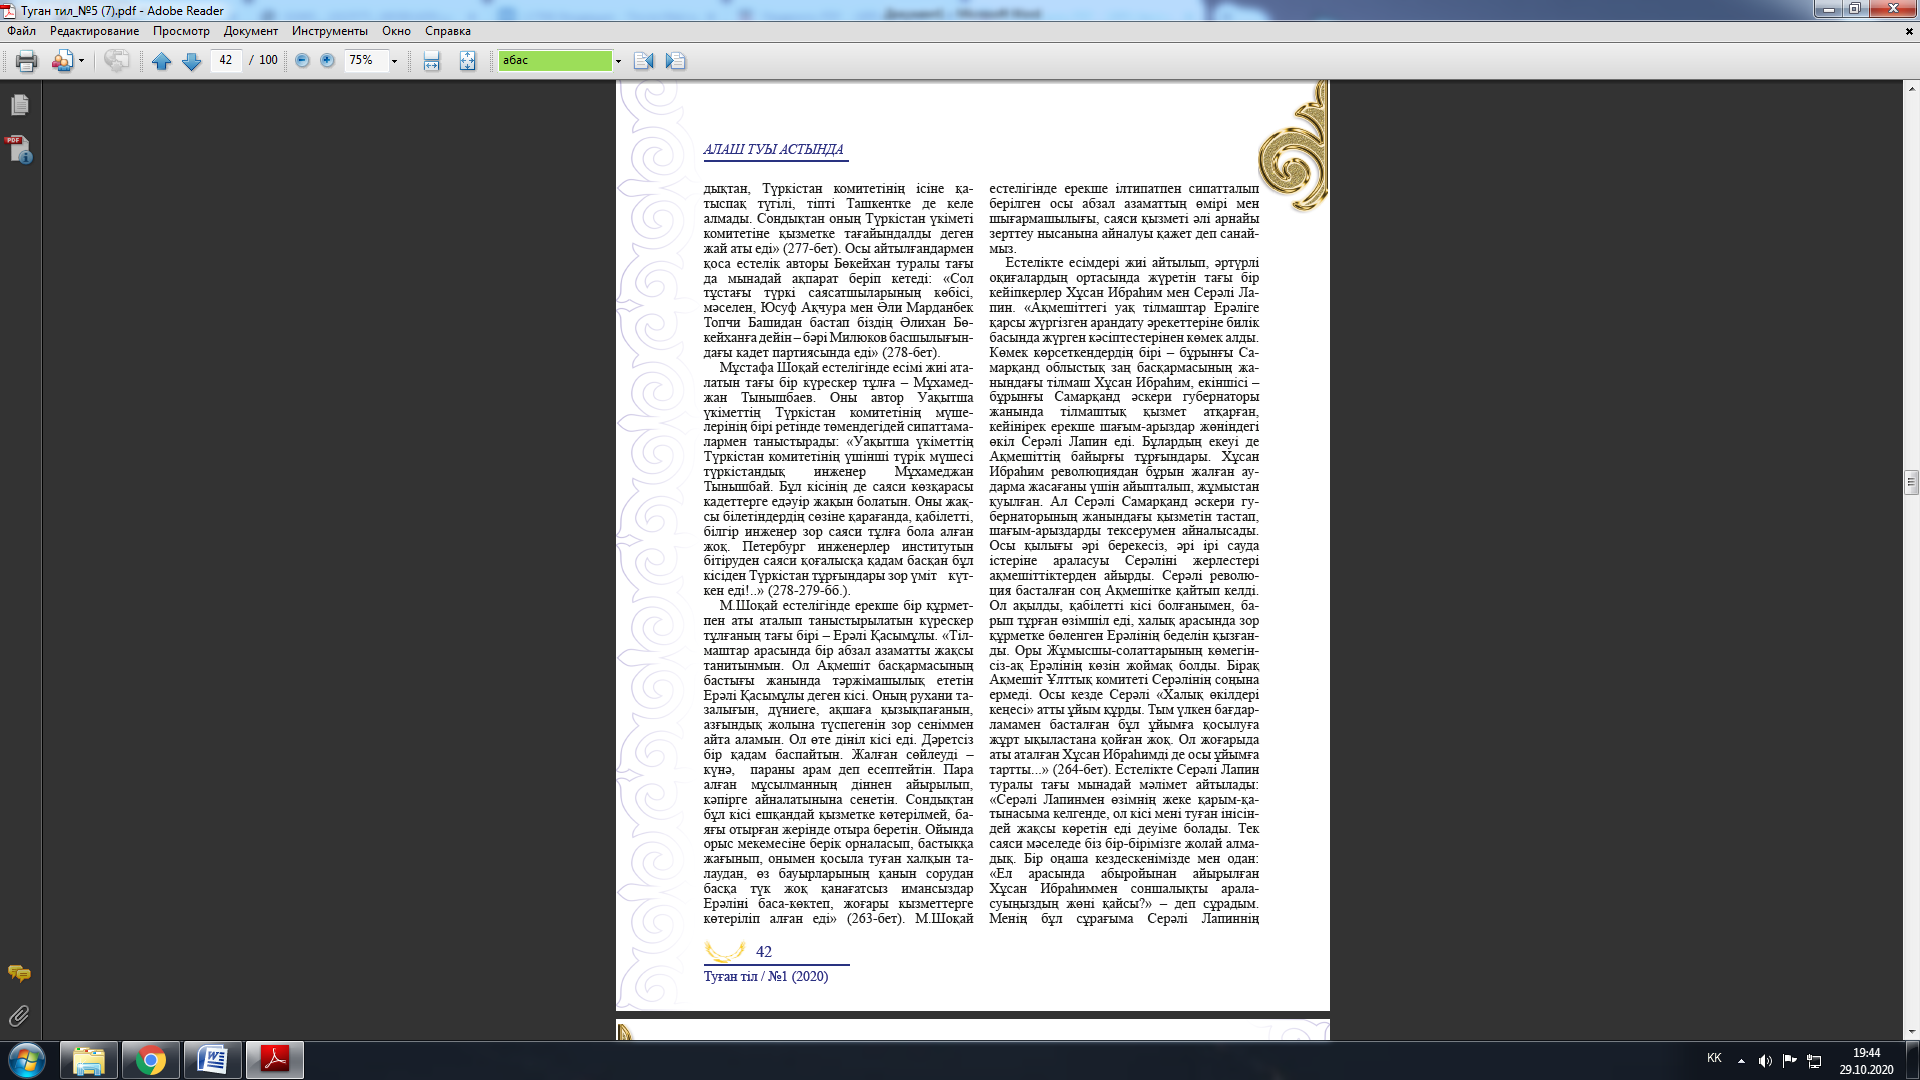 Туган тил_№5 (7).pdf - Adobe Reader
Файл Редактирование Просмотр Документ Инструменты Окно Справка
42 / 100 75% абас
АЛАШ ТУЫ АСТЫНДА
дықтан, Түркістан комитетінің ісіне қа-
тыспақ түгілі, тіпті Ташкентке де келе
алмады. Сондықтан оның Түркістан үкіметі
комитетіне қызметке тағайындалды деген
жай аты еді» (277-бет). Осы айтылғандармен
қоса естелік авторы Бөкейхан туралы тағы
да мынадай ақпарат беріп кетеді: «Сол
тұстағы түркі саясатшыларының көбісі,
мәселен, Юсуф Ақчура мен Әли Марданбек
Топчи Башидан бастап біздің Әлихан Бө-
кейханға дейін – бәрі Милюков басшылығын-
дағы кадет партиясында еді» (278-бет).
Мұстафа Шоқай естелігінде есімі жиі ата-
латын тағы бір күрескер тұлға – Мұхамед-
жан Тынышбаев. Оны автор Уақытша
үкіметтің Түркістан комитетінің мүше-
лерінің бірі ретінде төмендегідей сипаттама-
лармен таныстырады: «Уақытша үкіметтің
Түркістан комитетінің үшінші түрік мүшесі
түркістандық инженер Мұхамеджан
Тынышбай. Бұл кісінің де саяси көзқарасы
кадеттерге едәуір жақын болатын. Оны жақ-
сы білетіндердің сөзіне қарағанда, қабілетті,
білгір инженер зор саяси тұлға бола алған
жоқ. Петербург инженерлер институтын
бітіруден саяси қоғалысқа қадам басқан бұл
кісіден Түркістан тұрғындары зор үміт күт-
кен еді!..» (278-279-бб.).
М.Шоқай естелігінде ерекше бір құрмет-
пен аты аталып таныстырылатын күрескер
тұлғаның тағы бірі – Ералі Қасымұлы. «Тіл-
маштар арасында бір абзал азаматты жақсы
танитынмын. Ол Ақмешіт басқармасының
бастығы жанында тәржімашылық ететін
Ералі Қасымұлы деген кісі. Оның рухани та-
залығын, дүниеге, ақшаға қызықпағанын,
азғындық жолына түспегенін зор сеніммен
айта аламын. Ол өте дініл кісі еді. Дәретсіз
бір қадам баспайтын. Жалған сөйлеуді –
күнә, параны арам деп есептейтін. Пара
алған мұсылманның діннен айырылып,
кәпірге айналатынына сенетін. Сондықтан
бұл кісі ешқандай қызметке көтерілмей, ба-
яғы отырған жерінде отыра беретін. Ойында
орыс мекемесіне берік орналасып, бастыққа
жағынып, онымен қосыла туған халқын та-
лаудан, өз бауырларының қанын сорудан
басқа түк жоқ қанағатсыз имансыздар
Ерәліні баса-көктеп, жоғары қызметтерге
көтеріліп алған еді» (263-бет). М.Шоқай
естелігінде ерекше ілтипатпен сипатталып
берілген осы абзал азаматтың өмірі мен
шығармашылығы, саяси қызметі әлі арнайы
зерттеу нысанына айналуы қажет деп санай-
мыз.
Естелікте есімдері жиі айтылып, әртүрлі
оқиғалардың ортасында жүретін тағы бір
кейіпкерлер Хұсан Ибраһим мен Серәлі Ла-
пин. «Ақмешіттегі уақ тілмаштар Ерәліге
қарсы жүргізген арандату әрекеттеріне билік
басында жүрген кәсіптестерінен көмек алды.
Көмек көрсеткендердің бірі – бұрынғы Са-
марқанд облыстық заң басқармасының жа-
нындағы тілмаш Хұсан Ибраһим, екіншісі –
бұрынғы Самарқанд әскери губернаторы
жанында тілмаштық қызмет атқарған,
кейінірек ерекше шағым-арыздар жөніндегі
өкіл Серәлі Лапин еді. Бұлардың екеуі де
Ақмешіттің байырғы тұрғындары. Хұсан
Ибраһим революциядан бұрын жалған ау-
дарма жасағаны үшін айыпталып, жұмыстан
қуылған. Ал Серәлі Самарқанд әскери гу-
бернаторының жанындағы қызметін тастап,
шағым-арыздарды тексерумен айналысады.
Осы қылығы әрі берекесіз, әрі ірі сауда
істеріне араласуы Серәліні жерлестері
ақмешіттіктерден айырды. Серәлі револю-
ция басталған соң Ақмешітке қайтып келді.
Ол ақылды, қабілетті кісі болғанымен, ба-
рып тұрған өзімшіл еді, халық арасында зор
құрметке бөленген Ерәлінің беделін қызған-
ды. Оры Жұмысшы-солаттарының көмегін-
сіз-ақ Ерәлінің көзін жоймақ болды. Бірақ
Ақмешіт Ұлттық комитеті Серәлінің соңына
ермеді. Осы кезде Серәлі «Халық өкілдері
кеңесі» атты ұйым құрды. Тым үлкен бағдар-
ламамен басталған бұл ұйымға қосылуға
жұрт ықыластана қойған жоқ. Ол жоғарыда
аты аталған Хұсан Ибраһимді де осы ұйымға
тартты...» (264-бет). Естелікте Серәлі Лапин
туралы тағы мынадай мәлімет айтылады:
«Серәлі Лапинмен өзімнің жеке қарым-қа-
тынасыма келгенде, ол кісі мені туған інісін-
дей жақсы көретін еді деуіме болады. Тек
саяси мәселеде біз бір-бірімізге жолай алма-
дық. Бір оңаша кездескенімізде мен одан:
«Ел арасында абыройынан айырылған
Хұсан Ибраһиммен соншалықты арала-
суыңыздың жөні қайсы?» – деп сұрадым.
Менің бұл сұрағыма Серәлі Лапиннің
42
Туған тіл / №1 (2020)
KK
19:44
29.10.2020